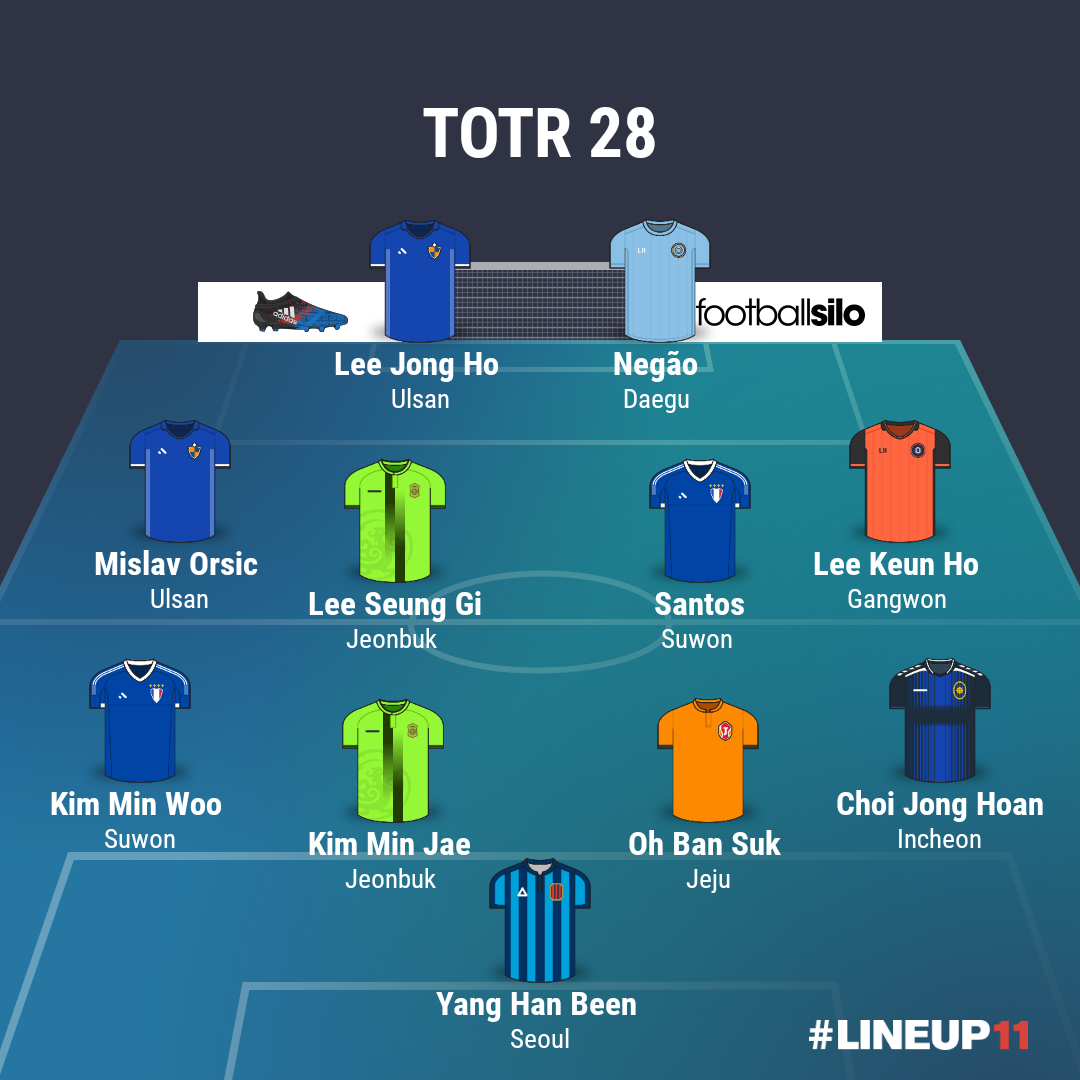 TOTR 28
adidas
footballsilo
Lee Jong Ho
Ulsan
Negão
Daegu
Mislav Orsic
Ulsan
Lee Seung Gi
Jeonbuk
Santos
Suwon
Lee Keun Ho
Gangwon
Kim Min Woo
Suwon
Kim Min Jae
Jeonbuk
Oh Ban Suk
Jeju
Choi Jong Hoan
Incheon
Yang Han Been
Seoul
#LINEUP11